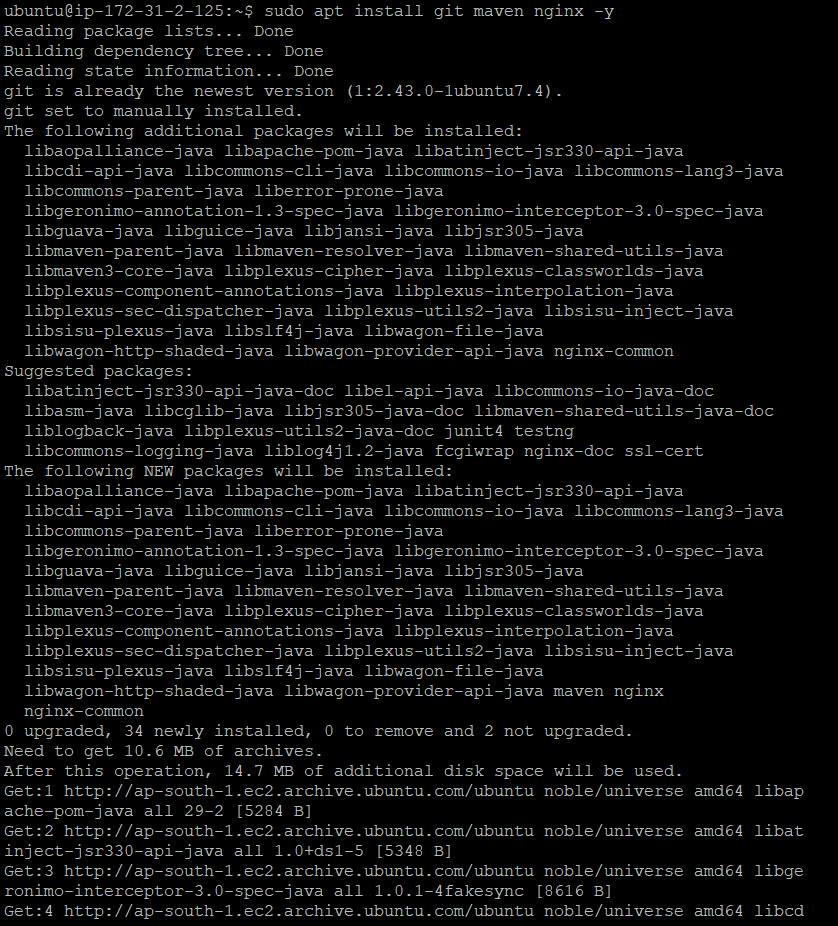 ubuntu@ip-172-31-2-125:~$ sudo apt install git maven nginx -y
Reading package lists... Done
Building dependency tree... Done
Reading state information... Done
git is already the newest version (1:2.43.0-1ubuntu7.4).
git set to manually installed.
The following additional packages will be installed:
  libaopalliance-java libapache-pom-java libatinject-jsr330-api-java
  libcdi-api-java libcommons-cli-java libcommons-io-java libcommons-lang3-java
  libcommons-parent-java liberror-prone-java
  libgeronimo-annotation-1.3-spec-java libgeronimo-interceptor-3.0-spec-java
  libguava-java libguice-java libjansi-java libjsr305-java
  libmaven-parent-java libmaven-resolver-java libmaven-shared-utils-java
  libmaven3-core-java libplexus-cipher-java libplexus-classworlds-java
  libplexus-component-annotations-java libplexus-interpolation-java
  libplexus-sec-dispatcher-java libplexus-utils2-java libsisu-inject-java
  libsisu-plexus-java libslf4j-java libwagon-file-java
  libwagon-http-shaded-java libwagon-provider-api-java nginx-common
Suggested packages:
  libatinject-jsr330-api-java-doc libel-api-java libcommons-io-java-doc
  libasm-java libcglib-java libjsr305-java-doc libmaven-shared-utils-java-doc
  liblogback-java libplexus-utils2-java-doc junit4 testng
  libcommons-logging-java liblog4j1.2-java fcgiwrap nginx-doc ssl-cert
The following NEW packages will be installed:
  libaopalliance-java libapache-pom-java libatinject-jsr330-api-java
  libcdi-api-java libcommons-cli-java libcommons-io-java libcommons-lang3-java
  libcommons-parent-java liberror-prone-java
  libgeronimo-annotation-1.3-spec-java libgeronimo-interceptor-3.0-spec-java
  libguava-java libguice-java libjansi-java libjsr305-java
  libmaven-parent-java libmaven-resolver-java libmaven-shared-utils-java
  libmaven3-core-java libplexus-cipher-java libplexus-classworlds-java
  libplexus-component-annotations-java libplexus-interpolation-java
  libplexus-sec-dispatcher-java libplexus-utils2-java libsisu-inject-java
  libsisu-plexus-java libslf4j-java libwagon-file-java
  libwagon-http-shaded-java libwagon-provider-api-java maven nginx
  nginx-common
0 upgraded, 34 newly installed, 0 to remove and 2 not upgraded.
Need to get 10.6 MB of archives.
After this operation, 14.7 MB of additional disk space will be used.
Get:1 http://ap-south-1.ec2.archive.ubuntu.com/ubuntu noble/universe amd64 libap
ache-pom-java all 29-2 [5284 B]
Get:2 http://ap-south-1.ec2.archive.ubuntu.com/ubuntu noble/universe amd64 libat
inject-jsr330-api-java all 1.0+ds1-5 [5348 B]
Get:3 http://ap-south-1.ec2.archive.ubuntu.com/ubuntu noble/universe amd64 libge
ronimo-interceptor-3.0-spec-java all 1.0.1-4fakesync [8616 B]
Get:4 http://ap-south-1.ec2.archive.ubuntu.com/ubuntu noble/universe amd64 libcd